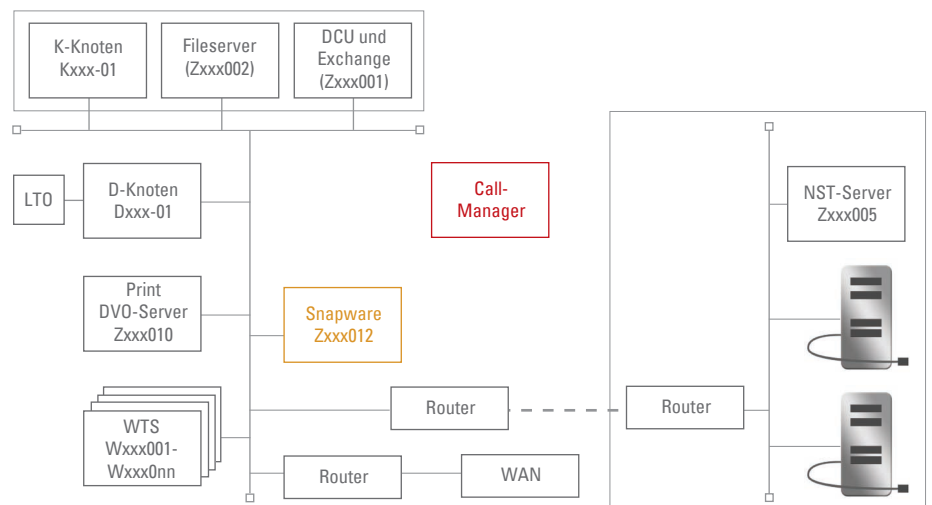 K-Knoten
Kxxx-01
Fileserver
(Zxxx002)
DCU und
Exchange
(Zxxx001)
LTO
D-Knoten
Dxxx-01
Call-
Manager
NST-Server
Zxxx005
Print
DVO-Server
Zxxx010
Snapware
Zxxx012
WTS
Wxxx001-
Wxxx0nn
Router
Router
Router
WAN